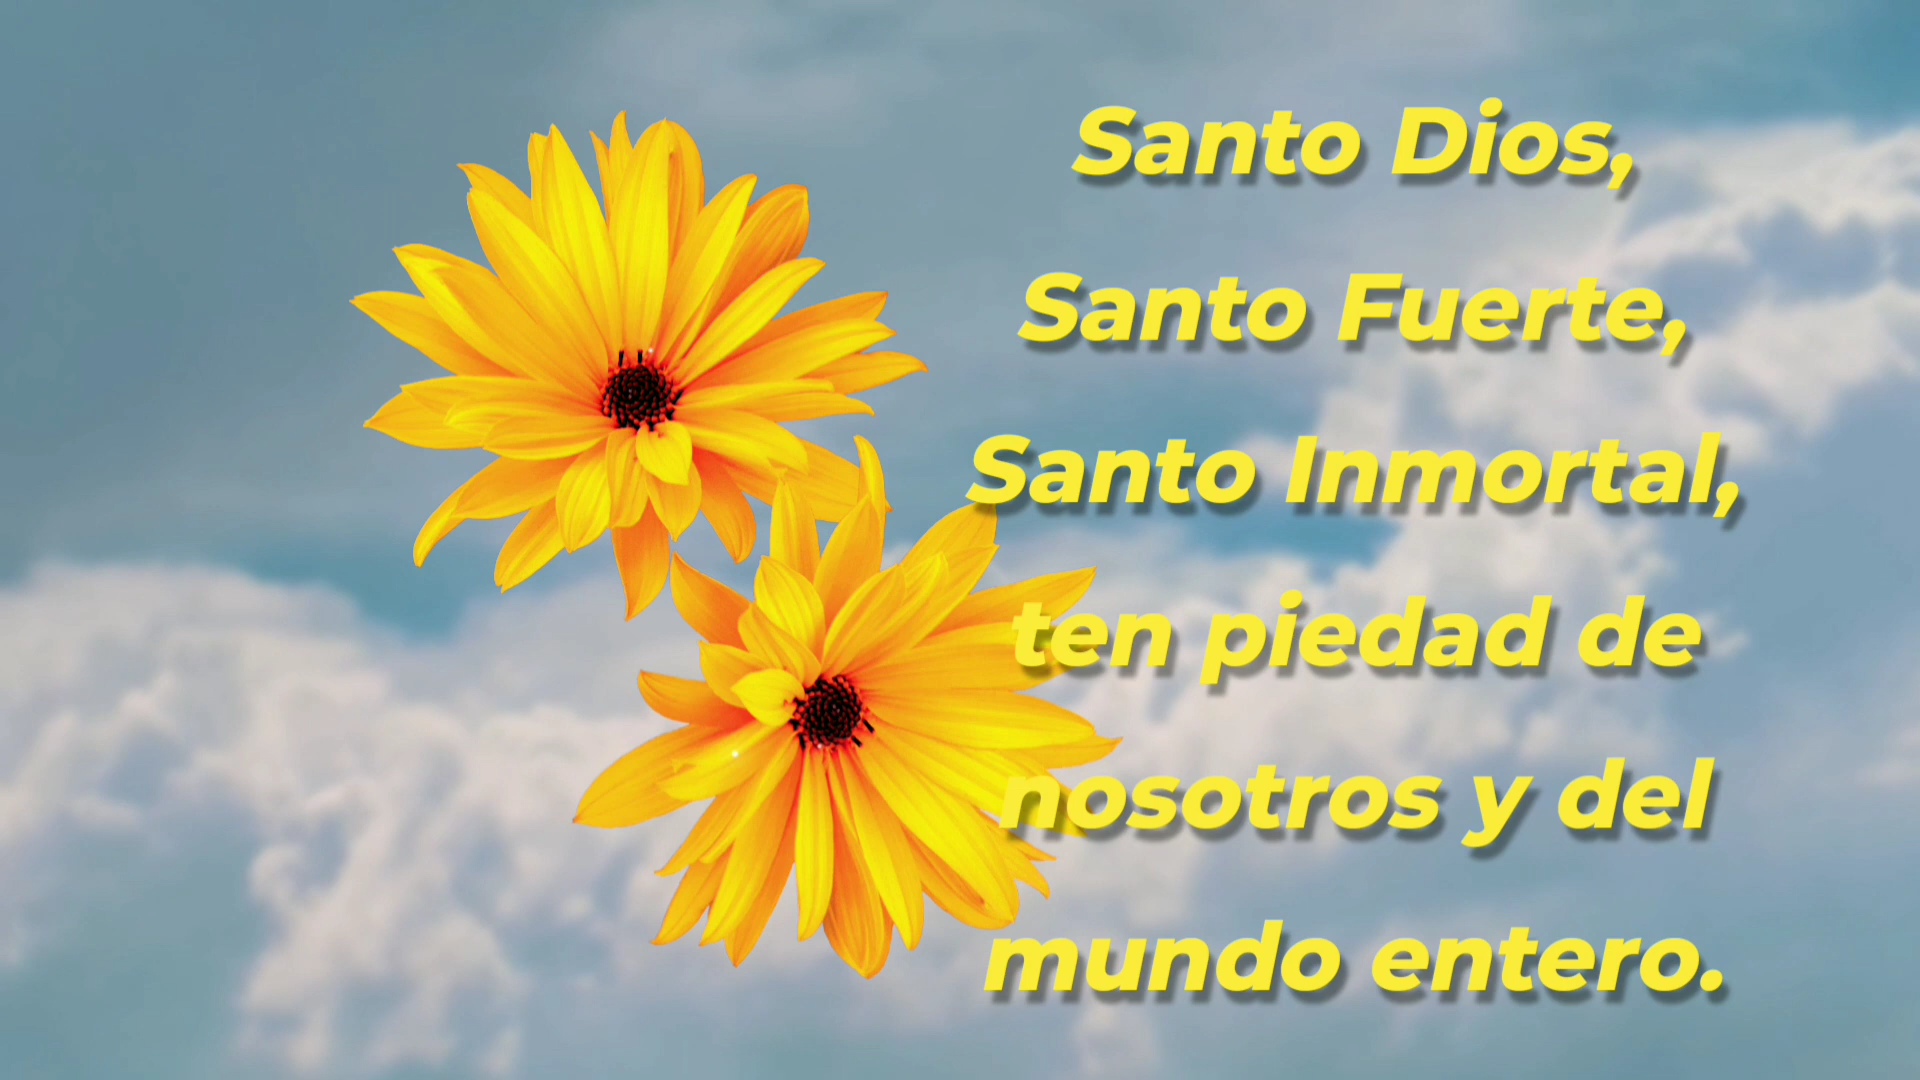 Santo Dios,
Santo Fuerte,
Santo Inmortal,
ten piedad de
nosotros y del
mundo entero.